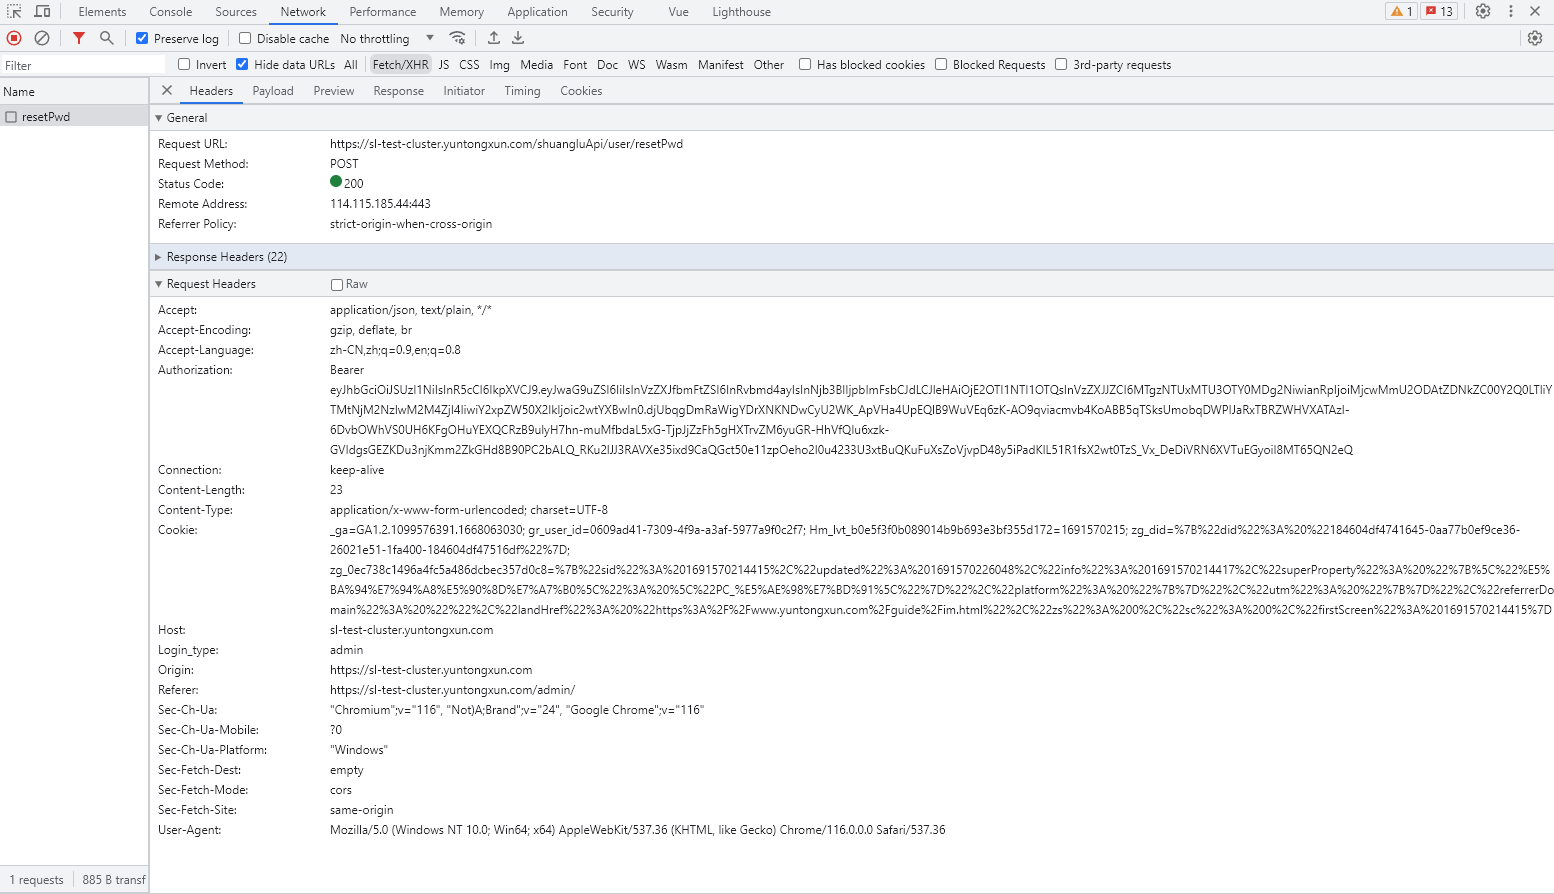 Elements Console Sources Network Performance Memory Application Security Vue Lighthouse 1 13
Preserve log Disable cache No throttling
Filter Invert Hide data URLs All Fetch/XHR JS CSS Img Media Font Doc WS Wasm Manifest Other Has blocked cookies Blocked Requests 3rd-party requests
Name Headers Payload Preview Response Initiator Timing Cookies
resetPwd
General
Request URL: https://sl-test-cluster.yuntongxun.com/shuangluApi/user/resetPwd
Request Method: POST
Status Code: 200
Remote Address: 114.115.185.44:443
Referrer Policy: strict-origin-when-cross-origin
Response Headers (22)
Request Headers Raw
Accept: application/json, text/plain, */*
Accept-Encoding: gzip, deflate, br
Accept-Language: zh-CN,zh;q=0.9,en;q=0.8
Authorization: Bearer
Connection: keep-alive
Content-Length: 23
Content-Type: application/x-www-form-urlencoded; charset=UTF-8
Cookie: _ga=GA1.2.1099576391.1668063030; gr_user_id=0609ad41-7309-4f9a-a3af-5977a9f0c2f7; Hm_lvt_b0e5f3f0b089014b9b693e3bf355d172=1691570215; zg_did=%7B%22did%22%3A%20%22184604df4741645-0aa77b0ef9ce36-
26021e51-1fa400-184604df47516df%22%7D;
zg_0ec738c1496a4fc5a486dcbec357d0c8=%7B%22sid%22%3A%201691570214415%2C%22updated%22%3A%201691570226048%2C%22info%22%3A%201691570214417%2C%22superProperty%22%3A%20%22%7B%5C%22%E5%
BA%94%E7%94%A8%E5%90%8D%E7%A7%B0%5C%22%3A%20%5C%22PC_%E5%AE%98%E7%BD%91%5C%22%7D%22%2C%22platform%22%3A%20%22%7B%7D%22%2C%22utm%22%3A%20%22%7B%7D%22%2C%22referrerDo
main%22%3A%20%22%22%2C%22landHref%22%3A%20%22https%3A%2F%2Fwww.yuntongxun.com%2Fguide%2Fim.html%22%2C%22zs%22%3A%200%2C%22sc%22%3A%200%2C%22firstScreen%22%3A%201691570214415%7D
Host: sl-test-cluster.yuntongxun.com
Login_type: admin
Origin: https://sl-test-cluster.yuntongxun.com
Referer: https://sl-test-cluster.yuntongxun.com/admin/
Sec-Ch-Ua: "Chromium";v="116", "Not)A;Brand";v="24", "Google Chrome";v="116"
Sec-Ch-Ua-Mobile: ?0
Sec-Ch-Ua-Platform: "Windows"
Sec-Fetch-Dest: empty
Sec-Fetch-Mode: cors
Sec-Fetch-Site: same-origin
User-Agent: Mozilla/5.0 (Windows NT 10.0; Win64; x64) AppleWebKit/537.36 (KHTML, like Gecko) Chrome/116.0.0.0 Safari/537.36
1 requests 885 B transf